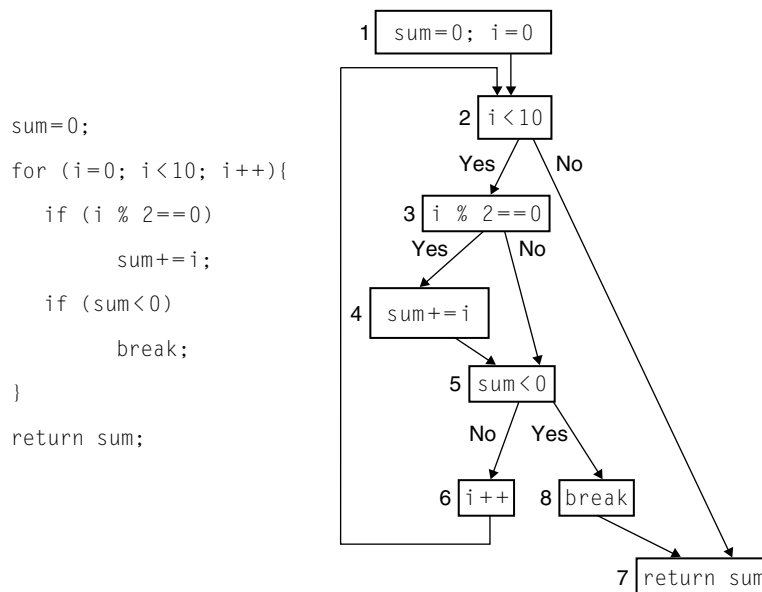 sum=0;
for (i=0; i<10; i++){
if (i % 2==0)
sum+=i;
if (sum<0)
break;
}
return sum;
1 sum=0; i=0
2 i<10
Yes No
3 i % 2==0
Yes No
4 sum+=i
5 sum<0
No Yes
6 i++ 8 break
7 return sum